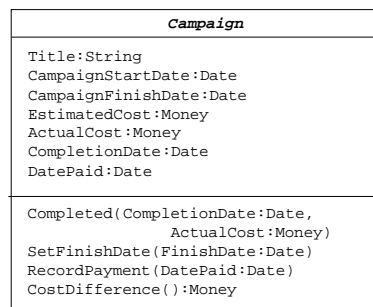 Campaign
Title:String
CampaignStartDate:Date
CampaignFinishDate:Date
EstimatedCost:Money
ActualCost:Money
CompletionDate:Date
DatePaid:Date
Completed(CompletionDate:Date,
ActualCost:Money)
SetFinishDate(FinishDate:Date)
RecordPayment(DatePaid:Date)
CostDifference():Money